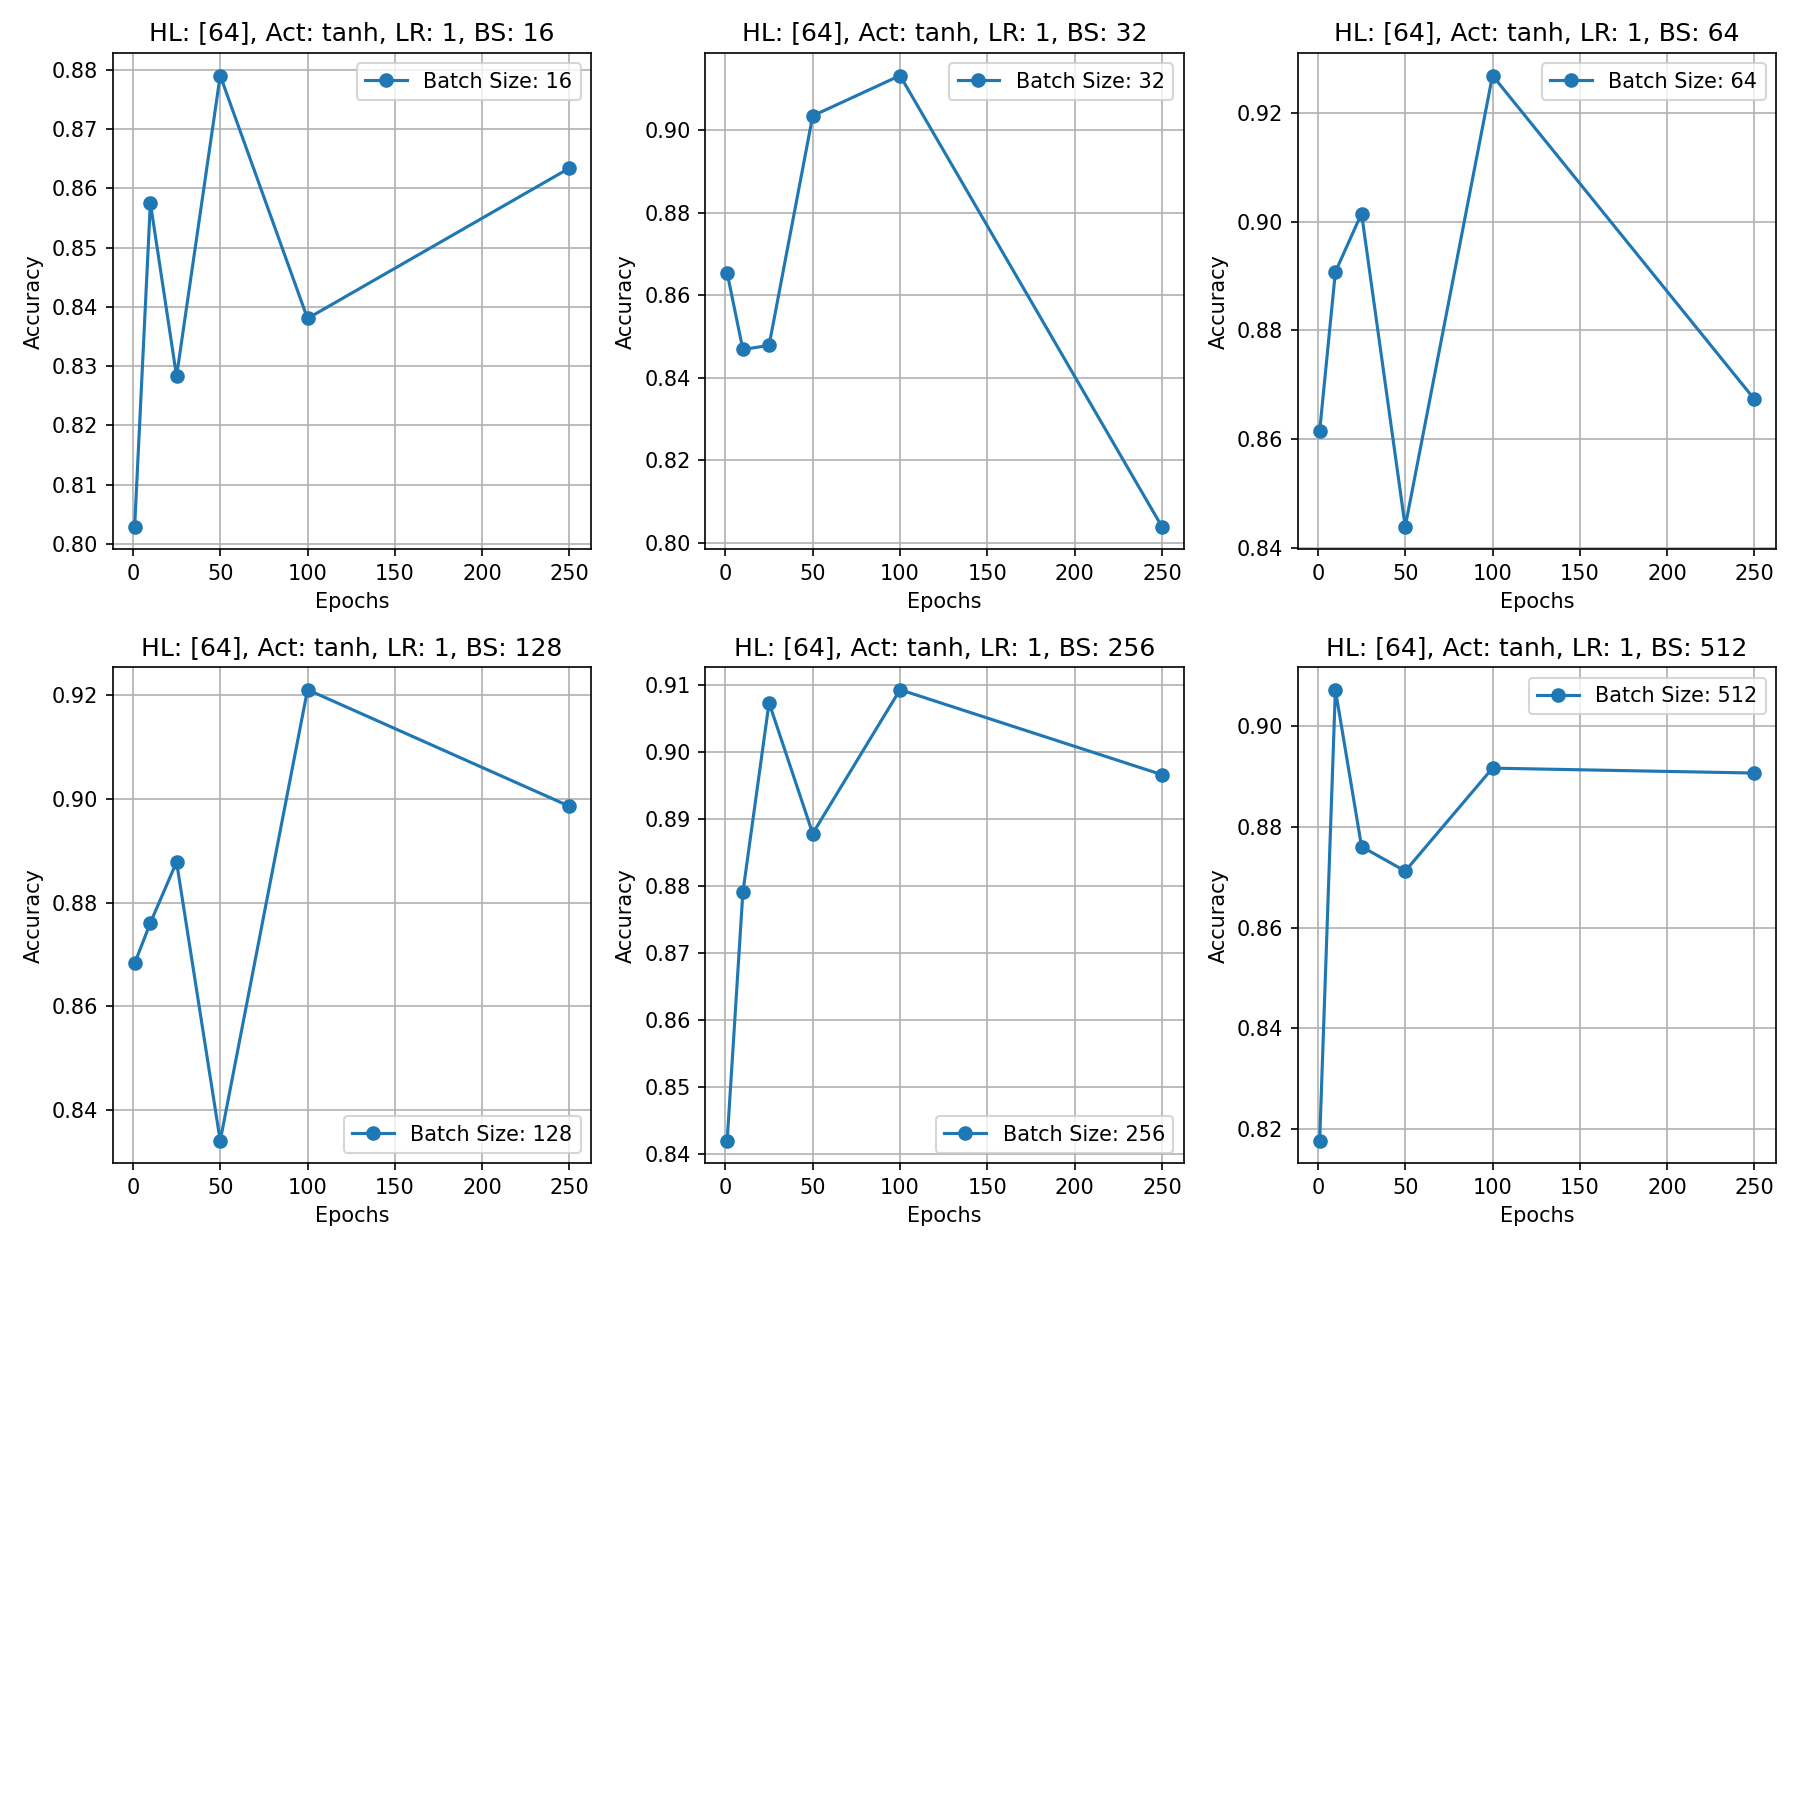 HL: [64], Act: tanh, LR: 1, BS: 16
Batch Size: 16
Accuracy
0.88
0.87
0.86
0.85
0.84
0.83
0.82
0.81
0.80
0 50 100 150 200 250
Epochs
HL: [64], Act: tanh, LR: 1, BS: 32
Batch Size: 32
Accuracy
0.90
0.88
0.86
0.84
0.82
0.80
0 50 100 150 200 250
Epochs
HL: [64], Act: tanh, LR: 1, BS: 64
Batch Size: 64
Accuracy
0.92
0.90
0.88
0.86
0.84
0 50 100 150 200 250
Epochs
HL: [64], Act: tanh, LR: 1, BS: 128
Accuracy
0.92
0.90
0.88
0.86
0.84
Batch Size: 128
0 50 100 150 200 250
Epochs
HL: [64], Act: tanh, LR: 1, BS: 256
Accuracy
0.91
0.90
0.89
0.88
0.87
0.86
0.85
0.84
Batch Size: 256
0 50 100 150 200 250
Epochs
HL: [64], Act: tanh, LR: 1, BS: 512
Batch Size: 512
Accuracy
0.90
0.88
0.86
0.84
0.82
0 50 100 150 200 250
Epochs